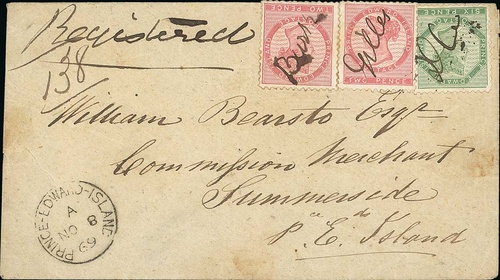 Registered
138
TWO PENCE
TWO PENCE
SIX PENCE
William Bearsto Esqr
Commission Merchant
Summerside
P. E. Island
PRINCE-EDWARD-ISLAND
A
NO 8
69